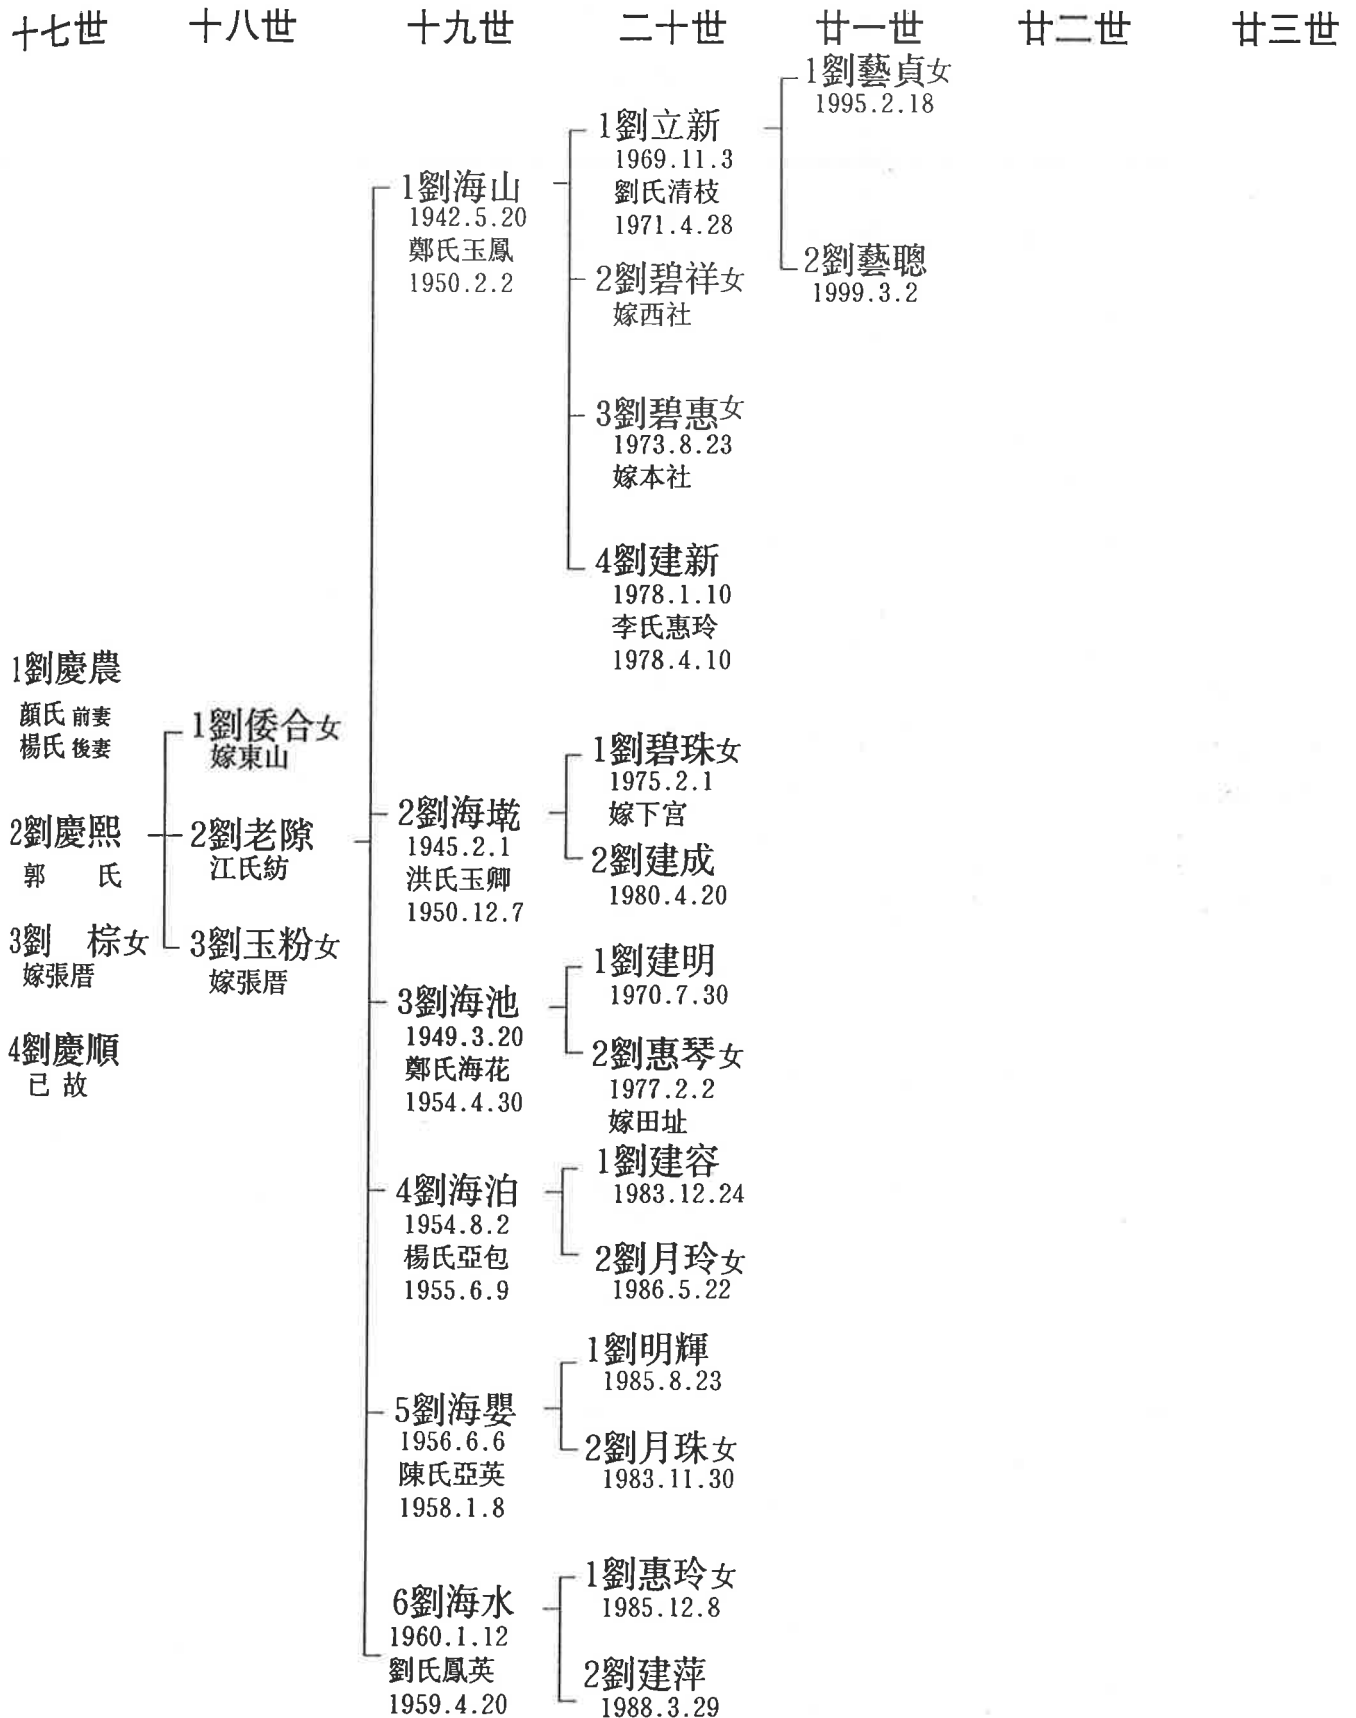 十七世 十八世 十九世 二十世 廿一世 廿二世 廿三世
1劉慶農
顏氏 前妻
楊氏 後妻
2劉慶熙
郭 氏
3劉 棕女
嫁張厝
4劉慶順
已故
1劉倭合女
嫁東山
2劉老隙
江氏紡
3劉玉粉女
嫁張厝
1劉海山
1942.5.20
鄭氏玉鳳
1950.2.2
2劉海墘
1945.2.1
洪氏玉卿
1950.12.7
3劉海池
1949.3.20
鄭氏海花
1954.4.30
4劉海泊
1954.8.2
楊氏亞包
1955.6.9
5劉海嬰
1956.6.6
陳氏亞英
1958.1.8
6劉海水
1960.1.12
劉氏鳳英
1959.4.20
1劉立新
1969.11.3
劉氏清枝
1971.4.28
2劉碧祥女
嫁西社
3劉碧惠女
1973.8.23
嫁本社
4劉建新
1978.1.10
李氏惠玲
1978.4.10
1劉碧珠女
1975.2.1
嫁下宮
2劉建成
1980.4.20
1劉建明
1970.7.30
2劉惠琴女
1977.2.2
嫁田址
1劉建容
1983.12.24
2劉月玲女
1986.5.22
1劉明輝
1985.8.23
2劉月珠女
1983.11.30
1劉惠玲女
1985.12.8
2劉建萍
1988.3.29
1劉藝貞女
1995.2.18
2劉藝聰
1999.3.2